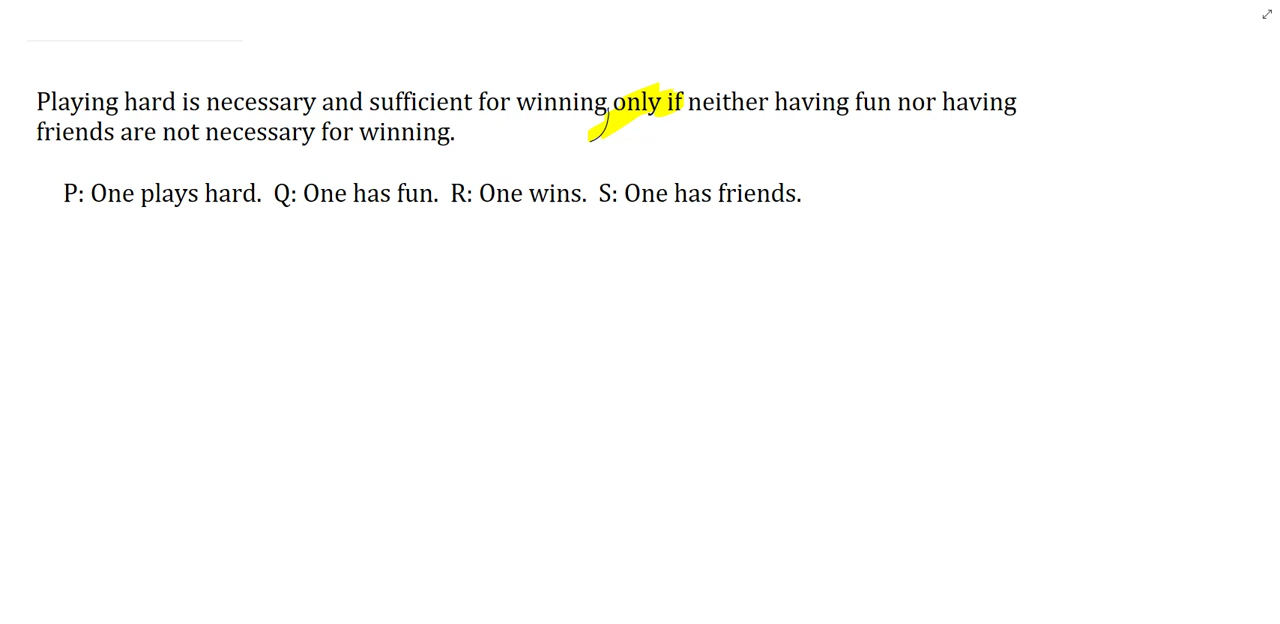 Playing hard is necessary and sufficient for winning, only if neither having fun nor having
friends are not necessary for winning.
P: One plays hard. Q: One has fun. R: One wins. S: One has friends.